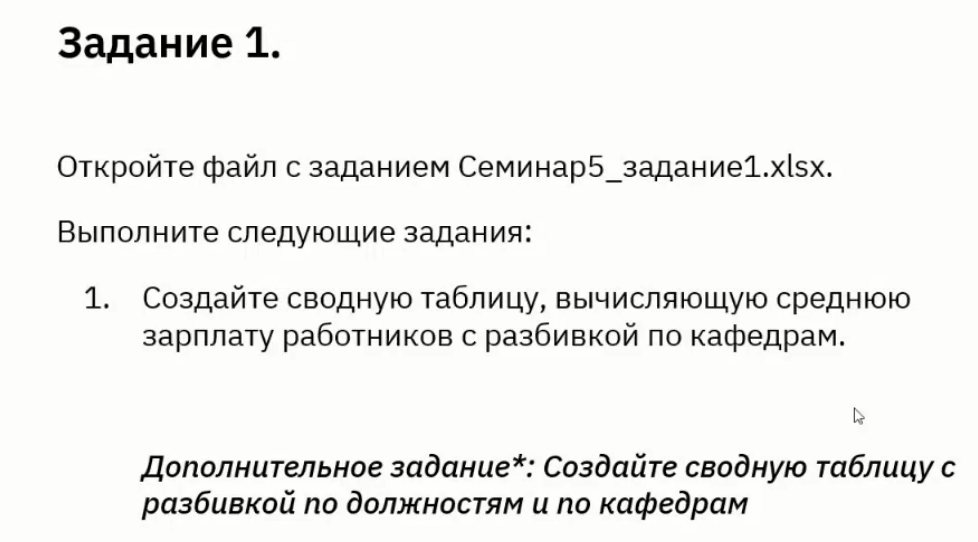 Задание 1.
Откройте файл с заданием Семинар5_задание1.xlsx.
Выполните следующие задания:
1. Создайте сводную таблицу, вычисляющую среднюю
зарплату работников с разбивкой по кафедрам.
Дополнительное задание*: Создайте сводную таблицу с
разбивкой по должностям и по кафедрам